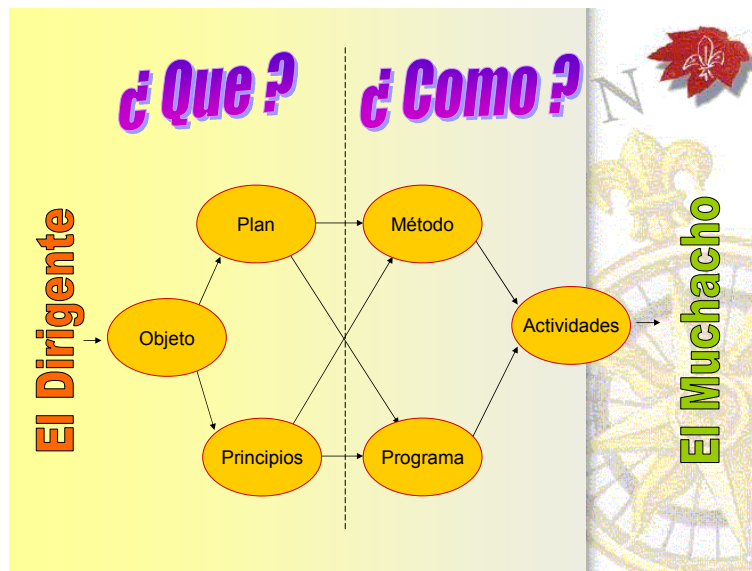 ¿ Que ?
¿ Como ?
N
El Dirigente
Plan
Método
Objeto
Actividades
Principios
Programa
El Muchacho